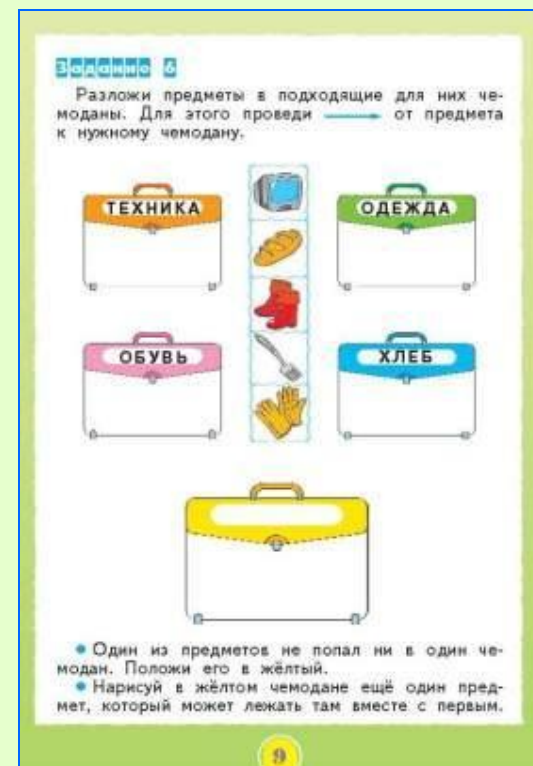 Задание 6
Разложи предметы в подходящие для них че-
моданы. Для этого проведи от предмета
к нужному чемодану.
ТЕХНИКА
ОДЕЖДА
ОБУВЬ
ХЛЕБ
• Один из предметов не попал ни в один че-
модан. Положи его в жёлтый.
• Нарисуй в жёлтом чемодане ещё один пред-
мет, который может лежать там вместе с первым.
9